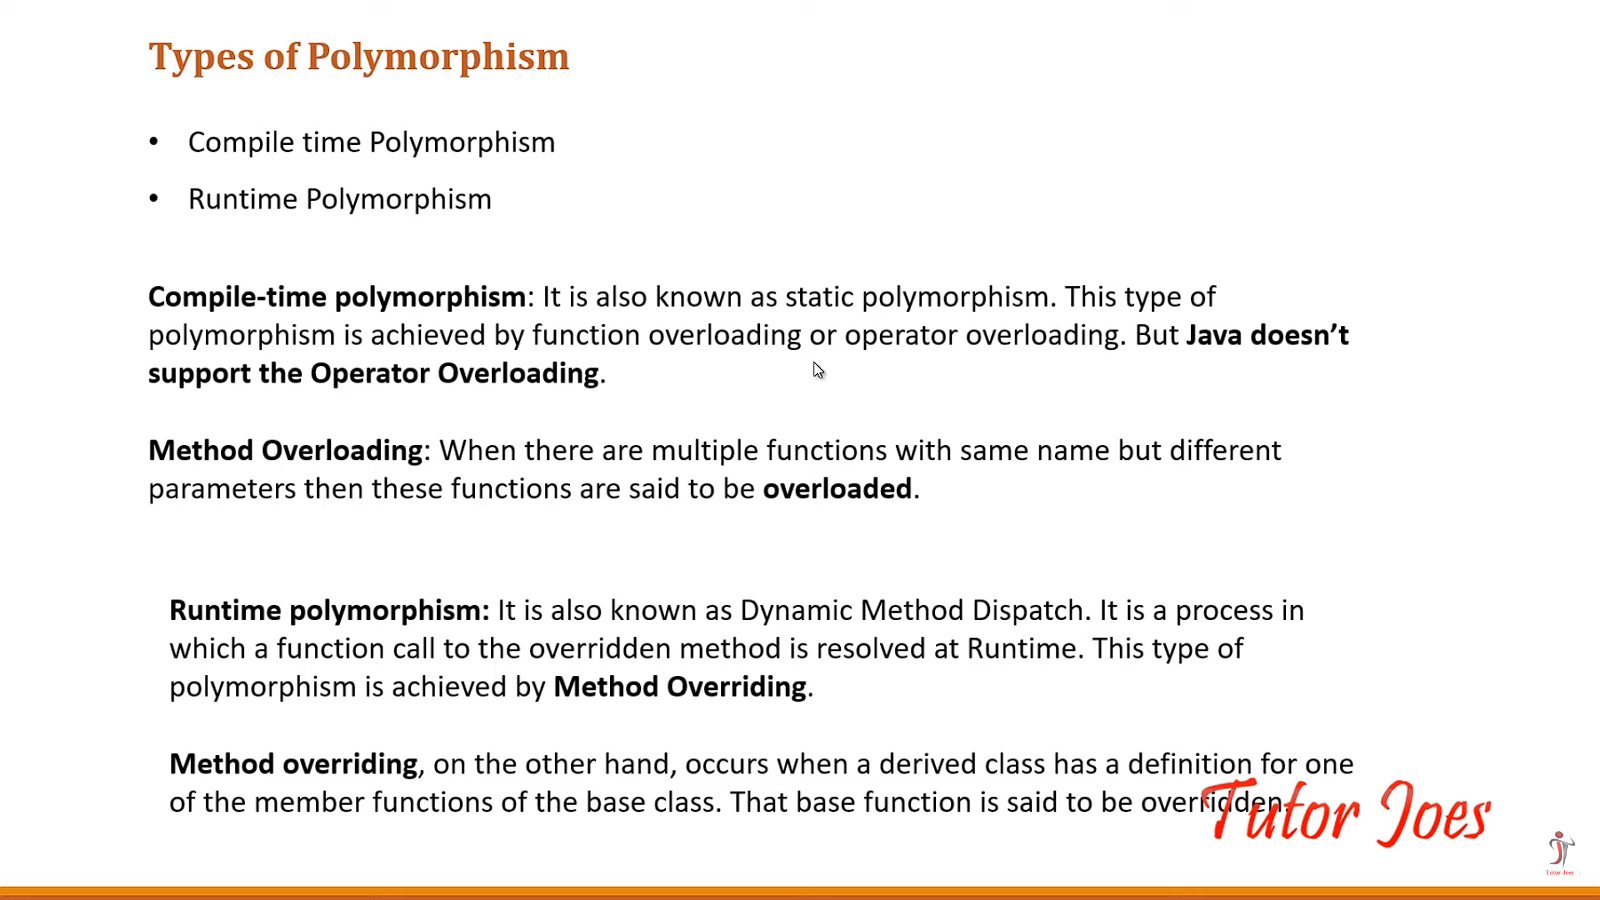 Types of Polymorphism
• Compile time Polymorphism
• Runtime Polymorphism
Compile-time polymorphism: It is also known as static polymorphism. This type of
polymorphism is achieved by function overloading or operator overloading. But Java doesn’t
support the Operator Overloading.
Method Overloading: When there are multiple functions with same name but different
parameters then these functions are said to be overloaded.
Runtime polymorphism: It is also known as Dynamic Method Dispatch. It is a process in
which a function call to the overridden method is resolved at Runtime. This type of
polymorphism is achieved by Method Overriding.
Method overriding, on the other hand, occurs when a derived class has a definition for one
of the member functions of the base class. That base function is said to be overridden.
Tutor Joes
Tutor Joes